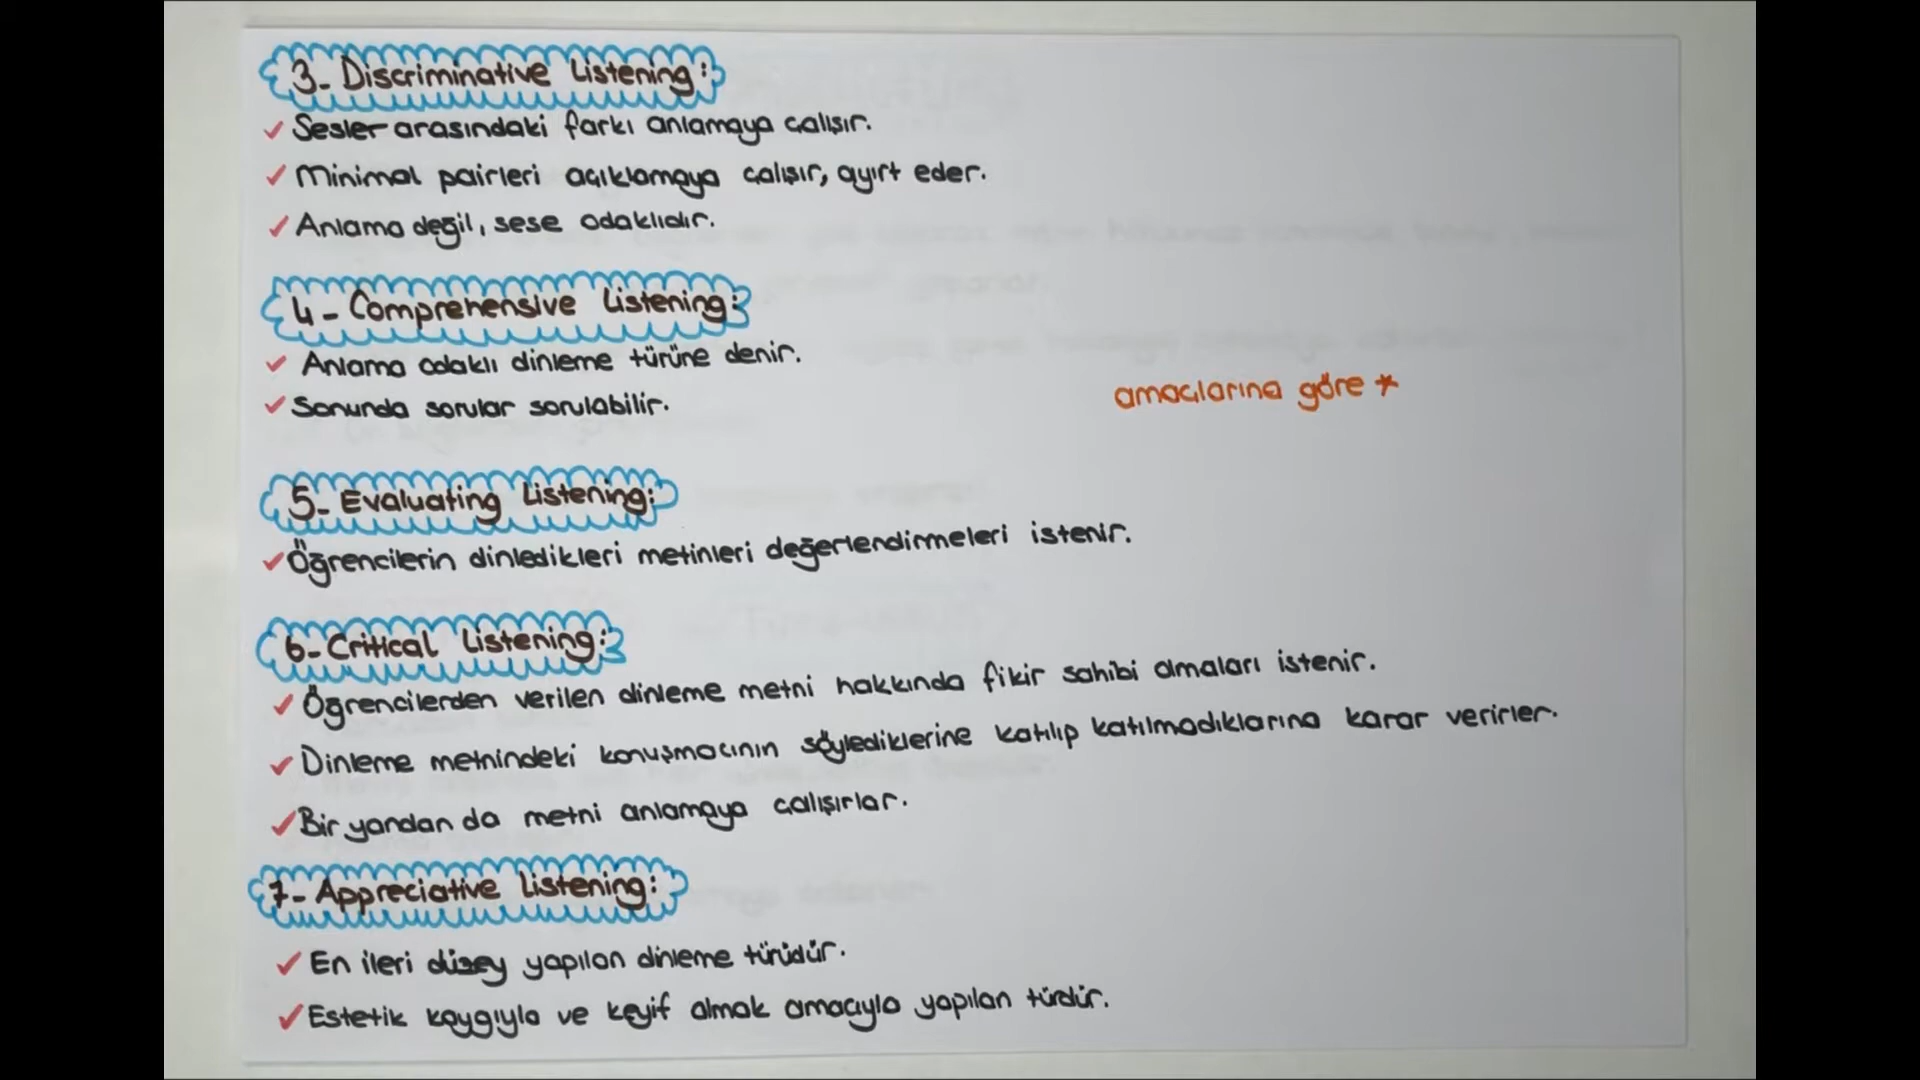 3- Discriminative Listening:
Sesler arasındaki farkı anlamaya çalışır.
Minimal pairleri açıklamaya çalışır, ayırt eder.
Anlama değil, sese odaklıdır.
4- Comprehensive Listening:
Anlama odaklı dinleme türüne denir.
Sonunda sorular sorulabilir.
amaçlarına göre *
5- Evaluating Listening:
Öğrencilerin dinledikleri metinleri değerlendirmeleri istenir.
6- Critical Listening:
Öğrencilerden verilen dinleme metni hakkında fikir sahibi olmaları istenir.
Dinleme metnindeki konuşmacının söylediklerine katılıp katılmadıklarına karar verirler.
Bir yandan da metni anlamaya çalışırlar.
7- Appreciative Listening:
En ileri düzey yapılan dinleme türüdür.
Estetik kaygıyla ve keyif almak amacıyla yapılan türdür.